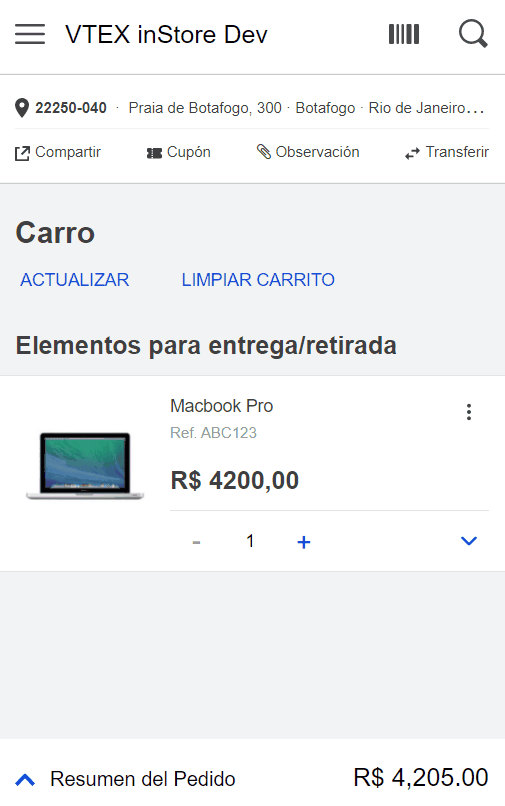 VTEX inStore Dev
22250-040 · Praia de Botafogo, 300 · Botafogo · Rio de Janeiro...
Compartir Cupón Observación Transferir
Carro
ACTUALIZAR LIMPIAR CARRITO
Elementos para entrega/retirada
Macbook Pro
Ref. ABC123
R$ 4200,00
- 1 +
Resumen del Pedido R$ 4,205.00